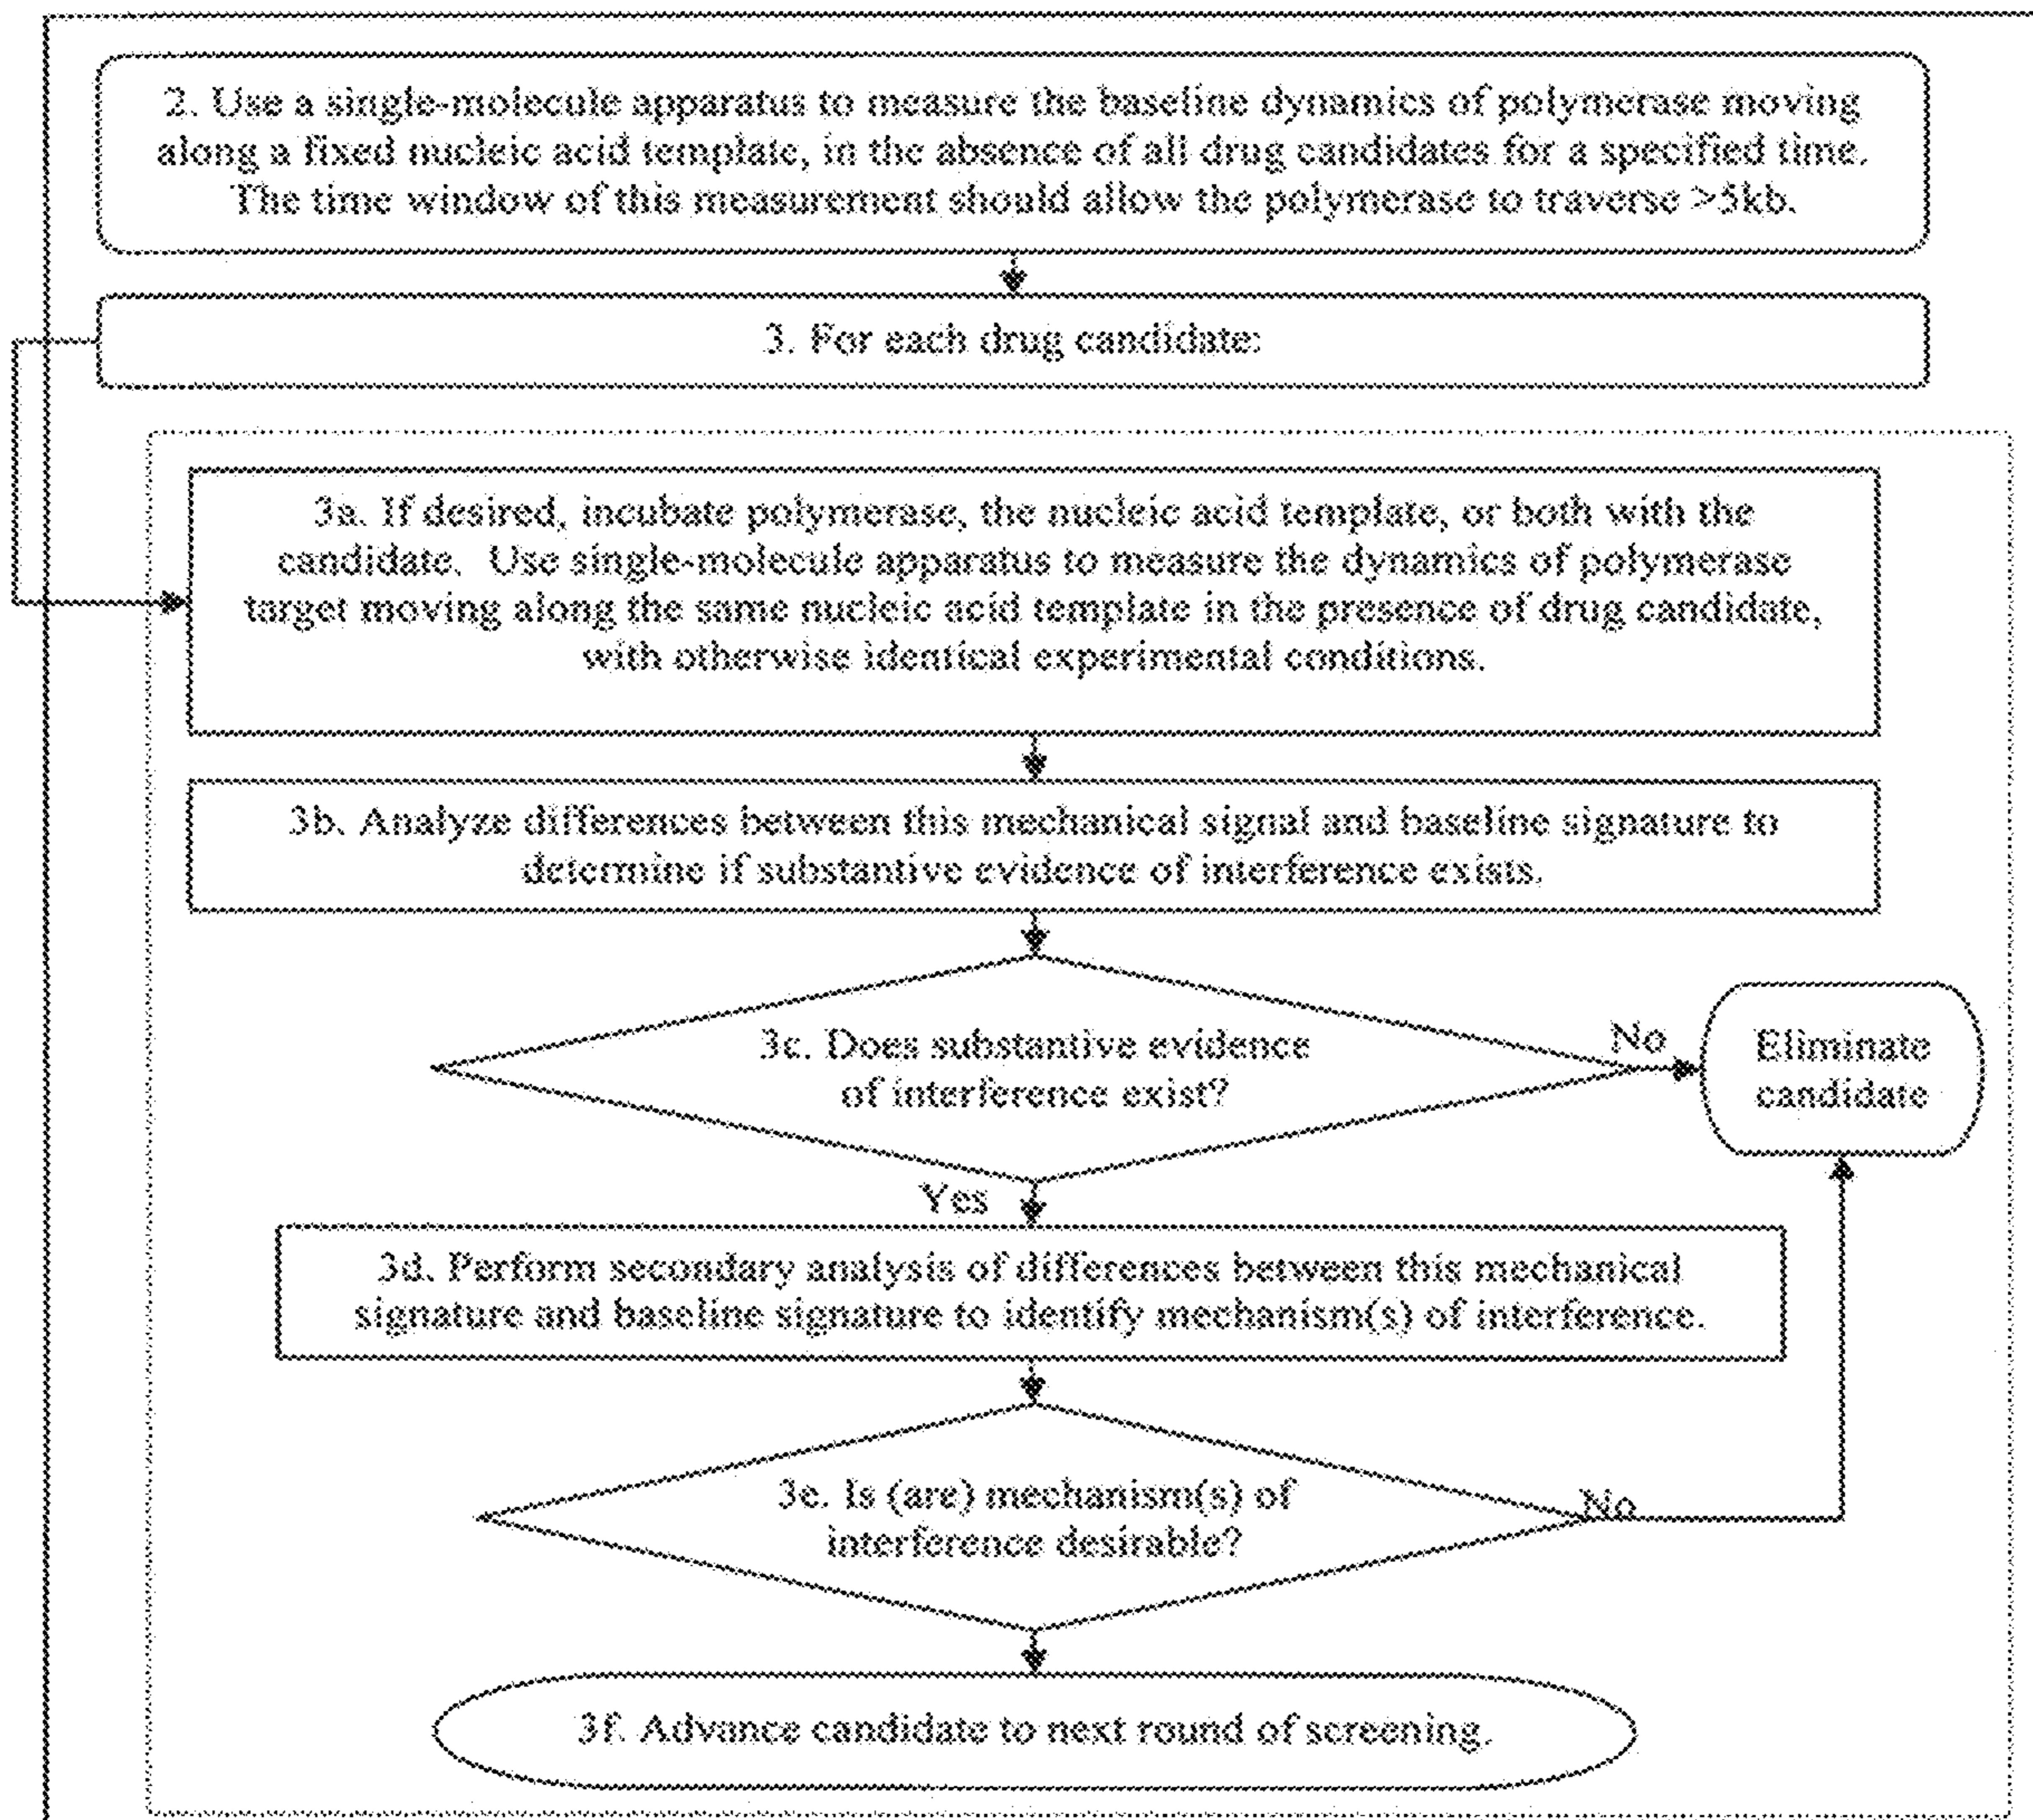 2. Use a single-molecule apparatus to measure the baseline dynamics of polymerase moving
along a fixed nucleic acid template, in the absence of all drug candidates for a specified time.
The time window of this measurement should allow the polymerase to traverse >5kb.
3. For each drug candidate:
3a. If desired, incubate polymerase, the nucleic acid template, or both with the
candidate. Use single-molecule apparatus to measure the dynamics of polymerase
target moving along the same nucleic acid template in the presence of drug candidate,
with otherwise identical experimental conditions.
3b. Analyze differences between this mechanical signal and baseline signature to
determine if substantive evidence of interference exists.
3c. Does substantive evidence
of interference exist?
No
Eliminate
candidate
Yes
3d. Perform secondary analysis of differences between this mechanical
signature and baseline signature to identify mechanism(s) of interference.
3e. Is (are) mechanism(s) of
interference desirable?
No
3f. Advance candidate to next round of screening.